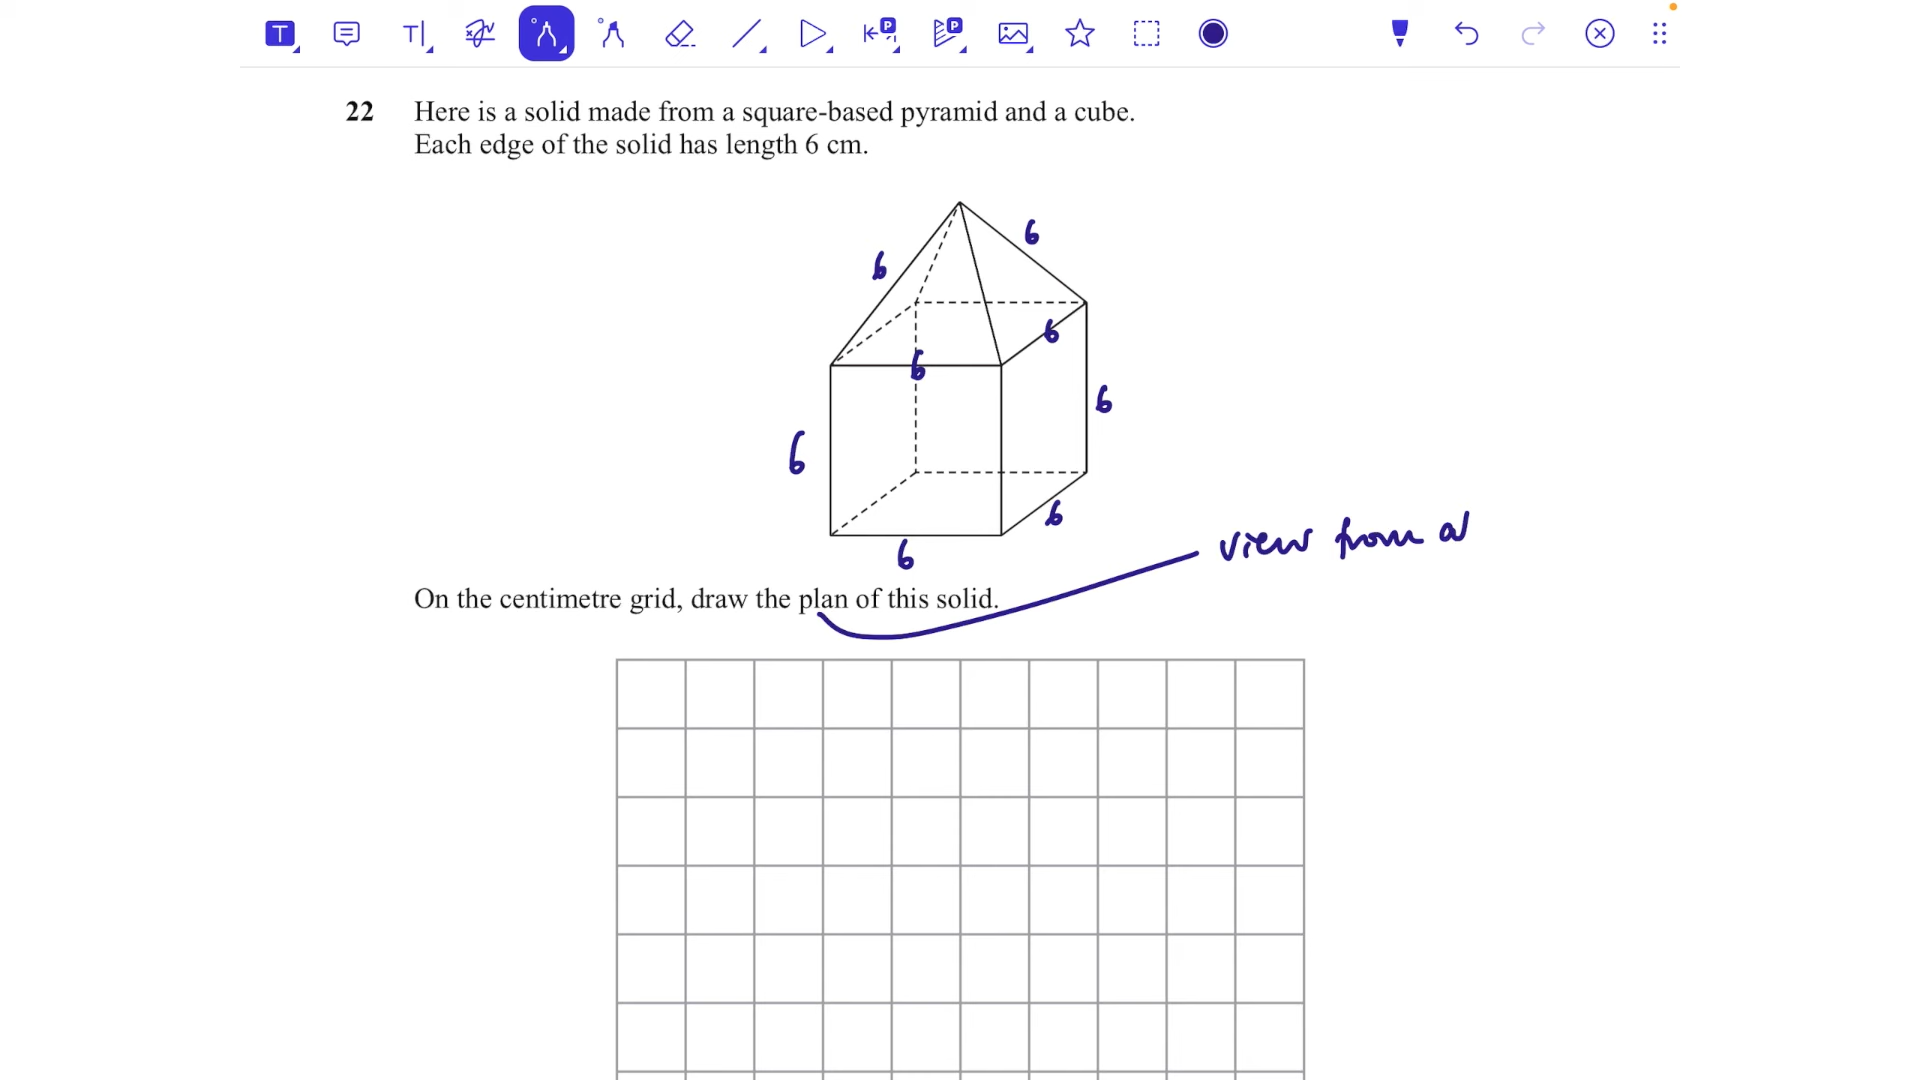 22 Here is a solid made from a square-based pyramid and a cube.
Each edge of the solid has length 6 cm.
6
6
6
6
6
6
6
6
view from a
On the centimetre grid, draw the plan of this solid.